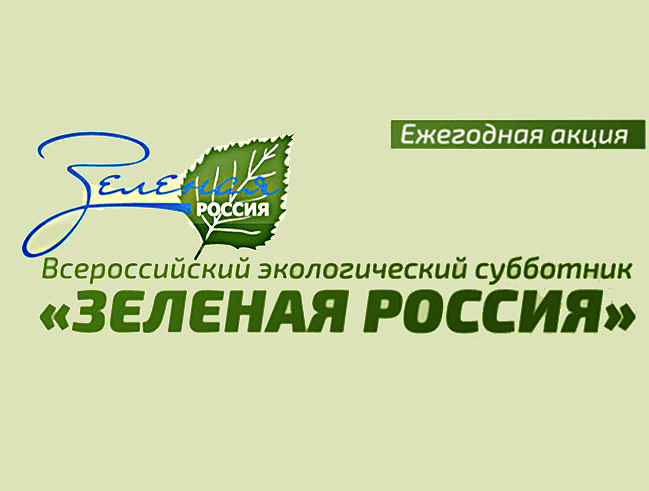 Ежегодная акция
Зеленая
РОССИЯ
Всероссийский экологический субботник
«ЗЕЛЕНАЯ РОССИЯ»